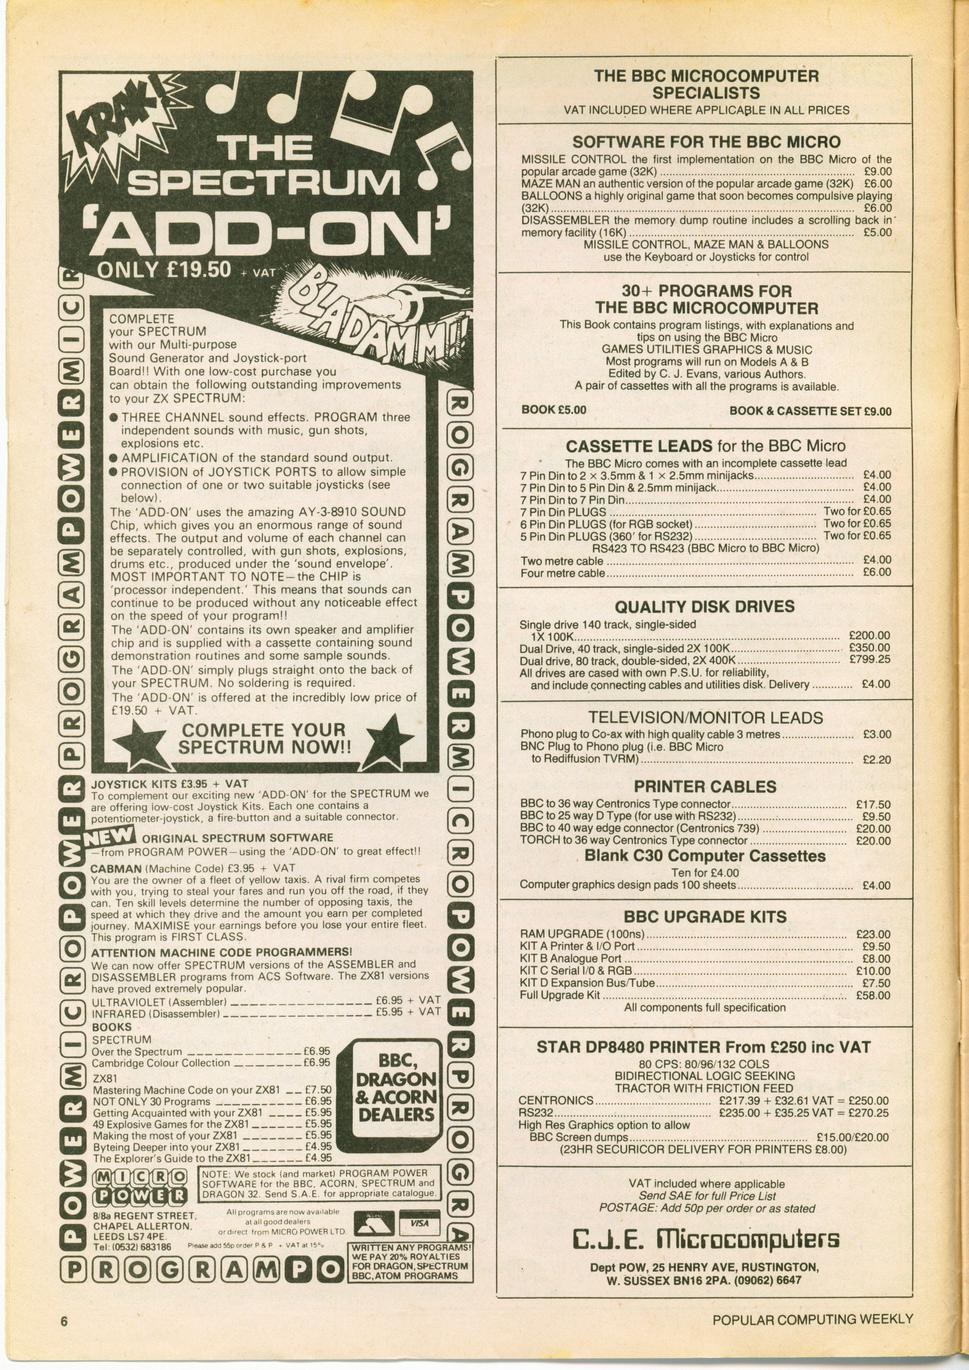 KRAK!
THE
SPECTRUM
'ADD-ON'
ONLY £19.50 + VAT
BLADAMM!!
COMPLETE
your SPECTRUM
with our Multi-purpose
Sound Generator and Joystick-port
Board!! With one low-cost purchase you
can obtain the following outstanding improvements
to your ZX SPECTRUM:
● THREE CHANNEL sound effects. PROGRAM three
independent sounds with music, gun shots,
explosions etc.
● AMPLIFICATION of the standard sound output.
● PROVISION of JOYSTICK PORTS to allow simple
connection of one or two suitable joysticks (see
below).
The 'ADD-ON' uses the amazing AY-3-8910 SOUND
Chip, which gives you an enormous range of sound
effects. The output and volume of each channel can
be separately controlled, with gun shots, explosions,
drums etc., produced under the 'sound envelope'.
MOST IMPORTANT TO NOTE—the CHIP is
'processor independent.' This means that sounds can
continue to be produced without any noticeable effect
on the speed of your program!!
The 'ADD-ON' contains its own speaker and amplifier
chip and is supplied with a cassette containing sound
demonstration routines and some sample sounds.
The 'ADD-ON' simply plugs straight onto the back of
your SPECTRUM. No soldering is required.
The 'ADD-ON' is offered at the incredibly low price of
£19.50 + VAT.
COMPLETE YOUR
SPECTRUM NOW!!
JOYSTICK KITS £3.95 + VAT
To complement our exciting new 'ADD-ON' for the SPECTRUM we
are offering low-cost Joystick Kits. Each one contains a
potentiometer-joystick, a fire-button and a suitable connector.
NEW ORIGINAL SPECTRUM SOFTWARE
—from PROGRAM POWER—using the 'ADD-ON' to great effect!!
CABMAN (Machine Code) £3.95 + VAT
You are the owner of a fleet of yellow taxis. A rival firm competes
with you, trying to steal your fares and run you off the road, if they
can. Ten skill levels determine the number of opposing taxis, the
speed at which they drive and the amount you earn per completed
journey. MAXIMISE your earnings before you lose your entire fleet.
This program is FIRST CLASS.
ATTENTION MACHINE CODE PROGRAMMERS!
We can now offer SPECTRUM versions of the ASSEMBLER and
DISASSEMBLER programs from ACS Software. The ZX81 versions
have proved extremely popular.
ULTRAVIOLET (Assembler) £6.95 + VAT
INFRARED (Disassembler) £5.95 + VAT
BOOKS
SPECTRUM
Over the Spectrum £6.95
Cambridge Colour Collection £6.95
ZX81
Mastering Machine Code on your ZX81 £7.50
NOT ONLY 30 Programs £6.95
Getting Acquainted with your ZX81 £5.95
49 Explosive Games for the ZX81 £5.95
Making the most of your ZX81 £5.95
Byteing Deeper into your ZX81 £4.95
The Explorer's Guide to the ZX81 £4.95
BBC,
DRAGON
& ACORN
DEALERS
MICRO
POWER
NOTE: We stock (and market) PROGRAM POWER
SOFTWARE for the BBC, ACORN, SPECTRUM and
DRAGON 32. Send S.A.E. for appropriate catalogue.
8/8a REGENT STREET,
CHAPEL ALLERTON,
LEEDS LS7 4PE.
Tel: (0532) 683186
All programs are now available
at all good dealers
or direct from MICRO POWER LTD.
Please add 55p order P & P + VAT at 15%
VISA
WRITTEN ANY PROGRAMS!
WE PAY 20% ROYALTIES
FOR DRAGON, SPECTRUM
BBC, ATOM PROGRAMS
PROGRAMPOWERMICROPOWERPROGRAMPOWERMICR
ROGRAMPOWERMICROPOWERPROGRA
PROGRAMPO
THE BBC MICROCOMPUTER
SPECIALISTS
VAT INCLUDED WHERE APPLICABLE IN ALL PRICES
SOFTWARE FOR THE BBC MICRO
MISSILE CONTROL the first implementation on the BBC Micro of the
popular arcade game (32K) £9.00
MAZE MAN an authentic version of the popular arcade game (32K) £6.00
BALLOONS a highly original game that soon becomes compulsive playing
(32K) £6.00
DISASSEMBLER the memory dump routine includes a scrolling back in
memory facility (16K) £5.00
MISSILE CONTROL, MAZE MAN & BALLOONS
use the Keyboard or Joysticks for control
30+ PROGRAMS FOR
THE BBC MICROCOMPUTER
This Book contains program listings, with explanations and
tips on using the BBC Micro
GAMES UTILITIES GRAPHICS & MUSIC
Most programs will run on Models A & B
Edited by C. J. Evans, various Authors.
A pair of cassettes with all the programs is available.
BOOK £5.00 BOOK & CASSETTE SET £9.00
CASSETTE LEADS for the BBC Micro
The BBC Micro comes with an incomplete cassette lead
7 Pin Din to 2 × 3.5mm & 1 × 2.5mm minijacks £4.00
7 Pin Din to 5 Pin Din & 2.5mm minijack £4.00
7 Pin Din to 7 Pin Din £4.00
7 Pin Din PLUGS Two for £0.65
6 Pin Din PLUGS (for RGB socket) Two for £0.65
5 Pin Din PLUGS (360' for RS232) Two for £0.65
RS423 TO RS423 (BBC Micro to BBC Micro)
Two metre cable £4.00
Four metre cable £6.00
QUALITY DISK DRIVES
Single drive 140 track, single-sided
1X 100K £200.00
Dual Drive, 40 track, single-sided 2X 100K £350.00
Dual drive, 80 track, double-sided, 2X 400K £799.25
All drives are cased with own P.S.U. for reliability,
and include connecting cables and utilities disk. Delivery £4.00
TELEVISION/MONITOR LEADS
Phono plug to Co-ax with high quality cable 3 metres £3.00
BNC Plug to Phono plug (i.e. BBC Micro
to Rediffusion TVRM) £2.20
PRINTER CABLES
BBC to 36 way Centronics Type connector £17.50
BBC to 25 way D Type (for use with RS232) £9.50
BBC to 40 way edge connector (Centronics 739) £20.00
TORCH to 36 way Centronics Type connector £20.00
Blank C30 Computer Cassettes
Ten for £4.00
Computer graphics design pads 100 sheets £4.00
BBC UPGRADE KITS
RAM UPGRADE (100ns) £23.00
KIT A Printer & I/O Port £9.50
KIT B Analogue Port £8.00
KIT C Serial I/0 & RGB £10.00
KIT D Expansion Bus/Tube £7.50
Full Upgrade Kit £58.00
All components full specification
STAR DP8480 PRINTER From £250 inc VAT
80 CPS: 80/96/132 COLS
BIDIRECTIONAL LOGIC SEEKING
TRACTOR WITH FRICTION FEED
CENTRONICS £217.39 + £32.61 VAT = £250.00
RS232 £235.00 + £35.25 VAT = £270.25
High Res Graphics option to allow
BBC Screen dumps £15.00/£20.00
(23HR SECURICOR DELIVERY FOR PRINTERS £8.00)
VAT included where applicable
Send SAE for full Price List
POSTAGE: Add 50p per order or as stated
C.J.E. Microcomputers
Dept POW, 25 HENRY AVE, RUSTINGTON,
W. SUSSEX BN16 2PA. (09062) 6647
6
POPULAR COMPUTING WEEKLY